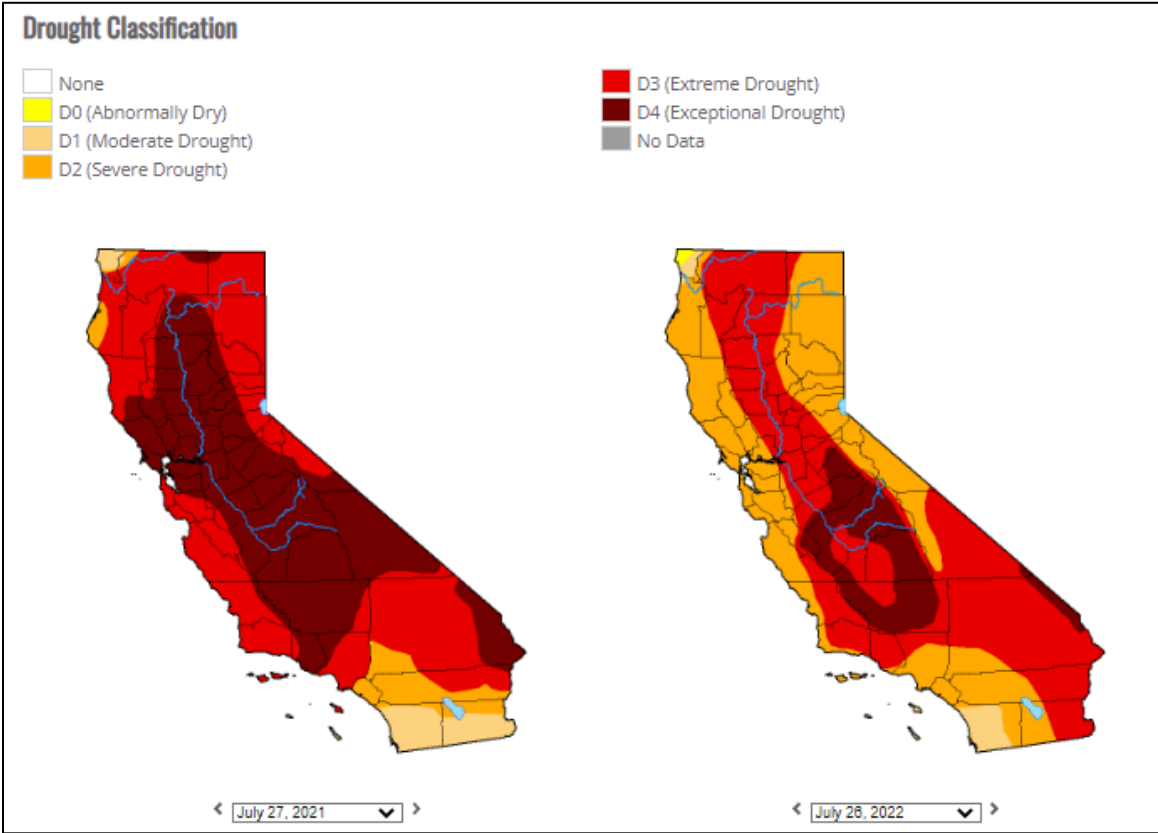 Drought Classification
None
D0 (Abnormally Dry)
D1 (Moderate Drought)
D2 (Severe Drought)
D3 (Extreme Drought)
D4 (Exceptional Drought)
No Data
July 27, 2021
July 26, 2022